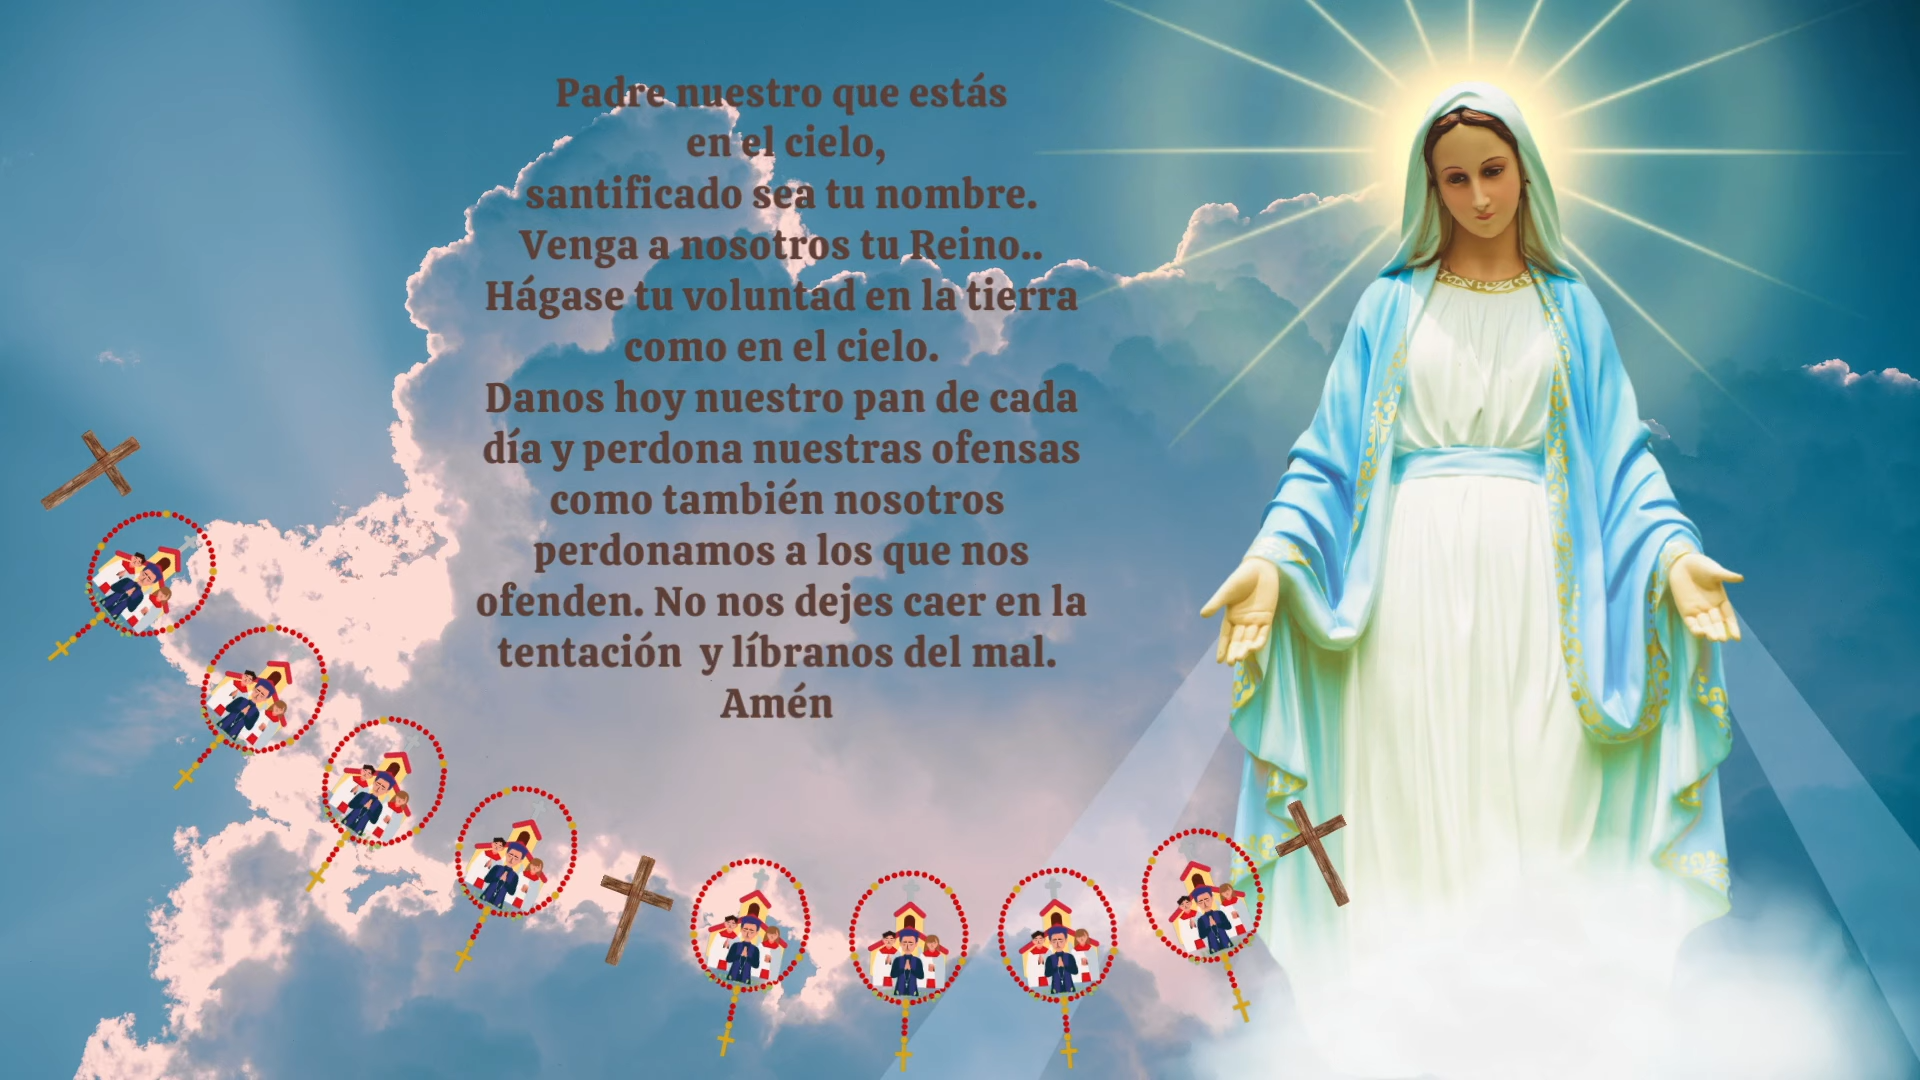 Padre nuestro que estás
en el cielo,
santificado sea tu nombre.
Venga a nosotros tu Reino..
Hágase tu voluntad en la tierra
como en el cielo.
Danos hoy nuestro pan de cada
día y perdona nuestras ofensas
como también nosotros
perdonamos a los que nos
ofenden. No nos dejes caer en la
tentación  y líbranos del mal.
Amén